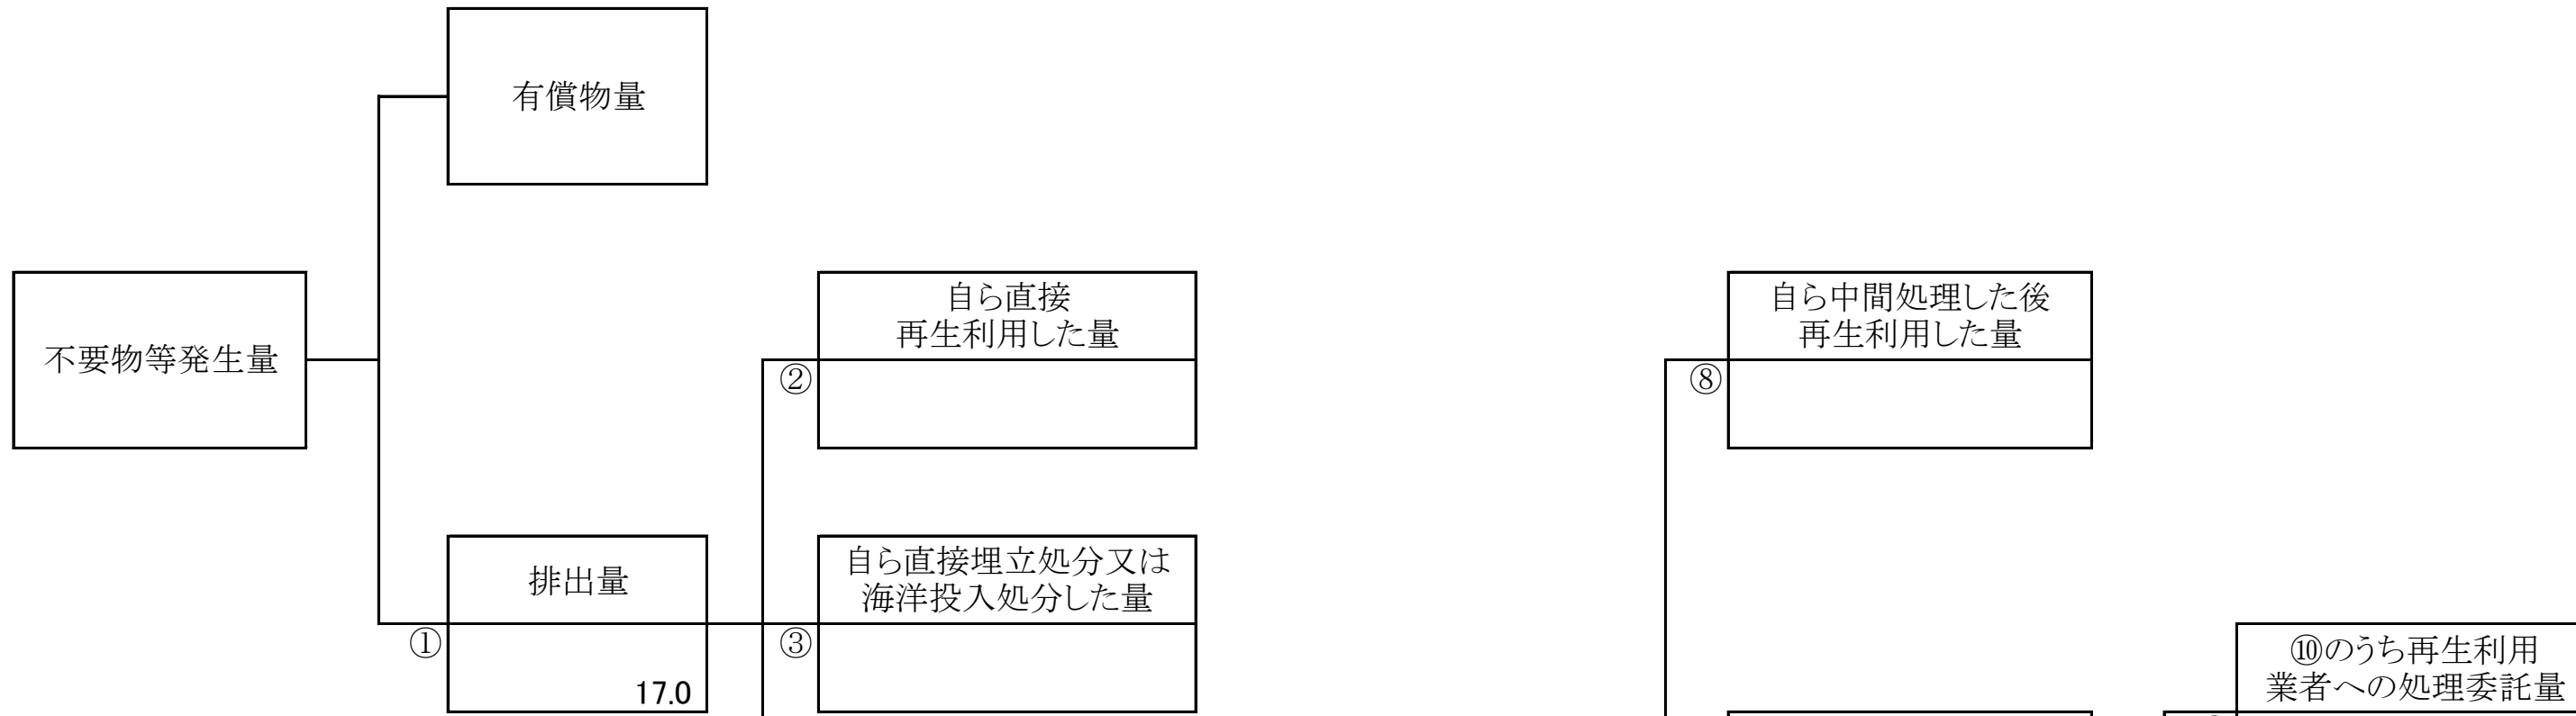 有償物量
不要物等発生量
自ら直接
再生利用した量
②
自ら中間処理した後
再生利用した量
⑧
排出量
①
17.0
自ら直接埋立処分又は
海洋投入処分した量
③
⑩のうち再生利用
業者への処理委託量